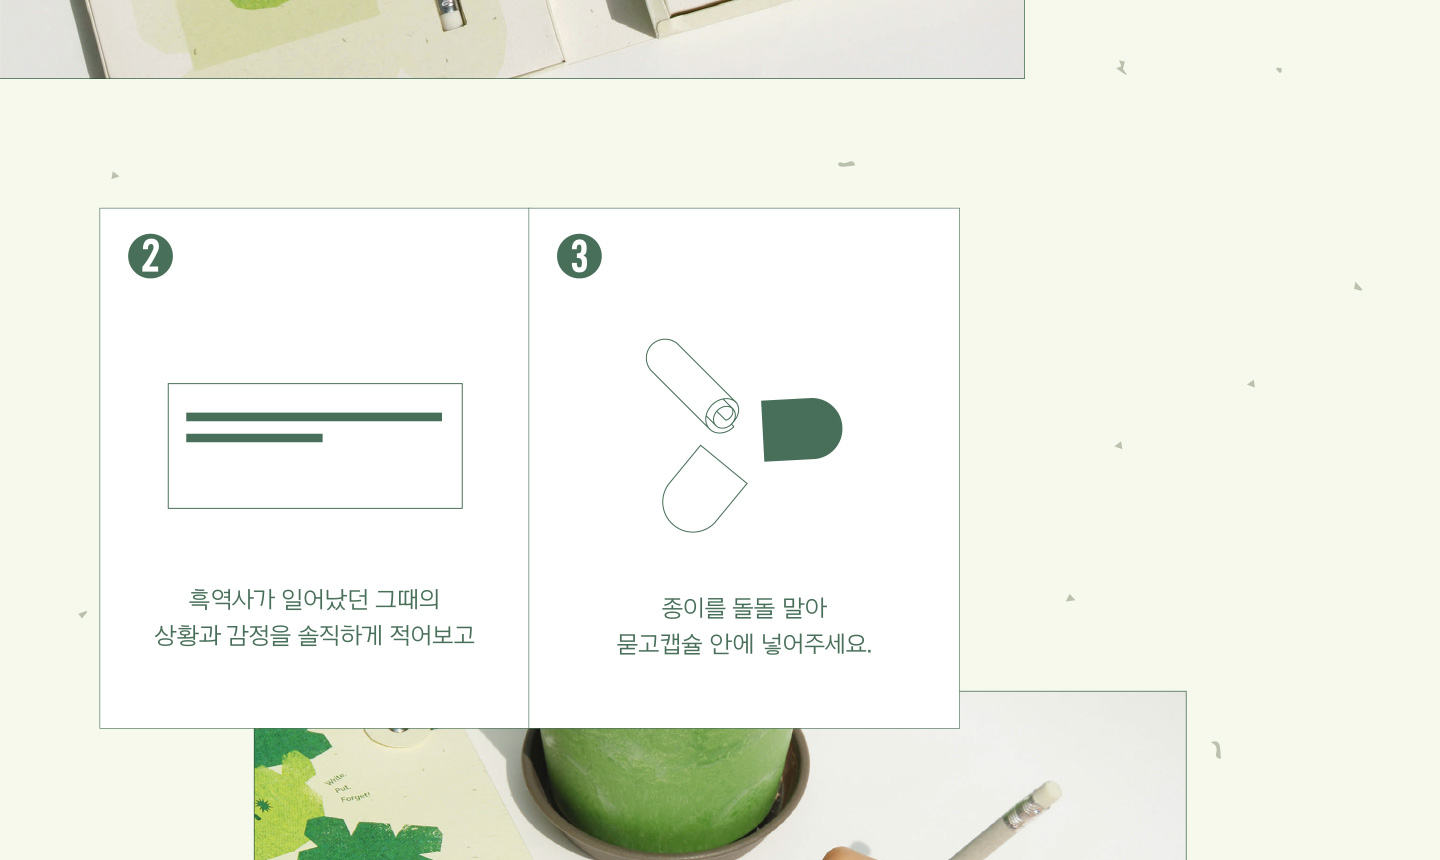 2
3
흑역사가 일어났던 그때의
상황과 감정을 솔직하게 적어보고
종이를 돌돌 말아
묻고캡슐 안에 넣어주세요.
Write.
Put.
Forget!